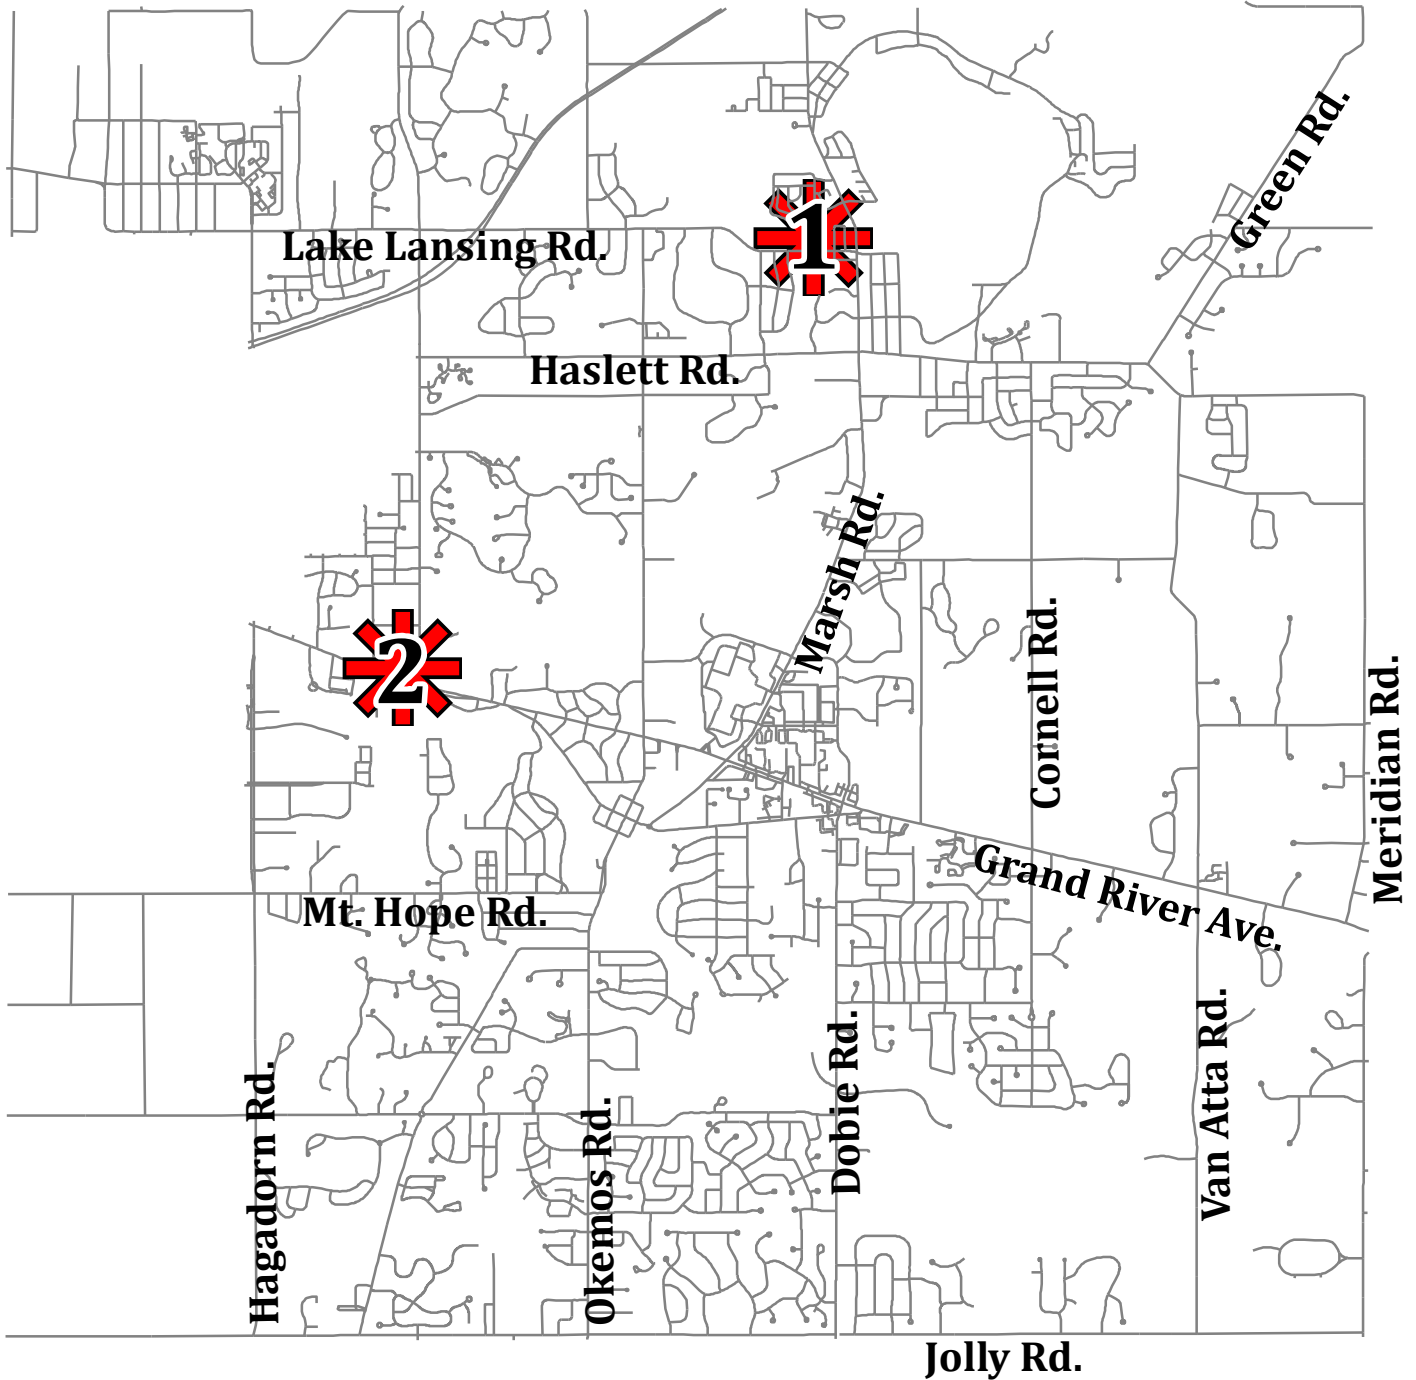 Green Rd.
1
Lake Lansing Rd.
Haslett Rd.
Marsh Rd.
2
Cornell Rd.
Meridian Rd.
Grand River Ave.
Mt. Hope Rd.
Van Atta Rd.
Dobie Rd.
Hagadorn Rd.
Okemos Rd.
Jolly Rd.